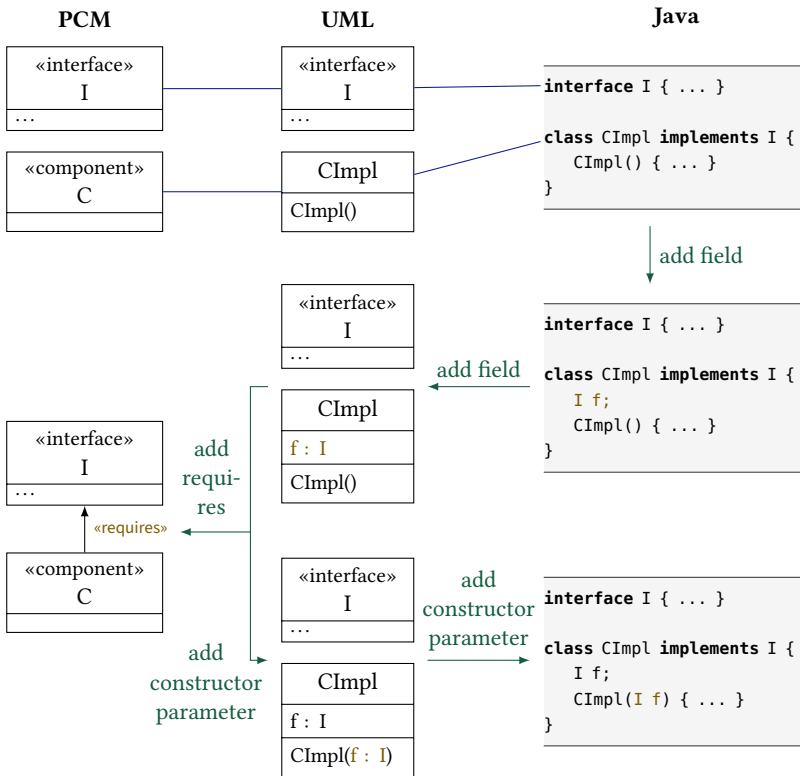 PCM
UML
Java
«interface»
I
...
«interface»
I
...
interface I { ... }
class CImpl implements I {
CImpl() { ... }
}
«component»
C
CImpl
CImpl()
add field
«interface»
I
...
interface I { ... }
class CImpl implements I {
I f;
CImpl() { ... }
}
add field
CImpl
f : I
CImpl()
add
requi-
res
«interface»
I
...
«requires»
«component»
C
«interface»
I
...
add
constructor
parameter
interface I { ... }
class CImpl implements I {
I f;
CImpl(I f) { ... }
}
add
constructor
parameter
CImpl
f : I
CImpl(f : I)